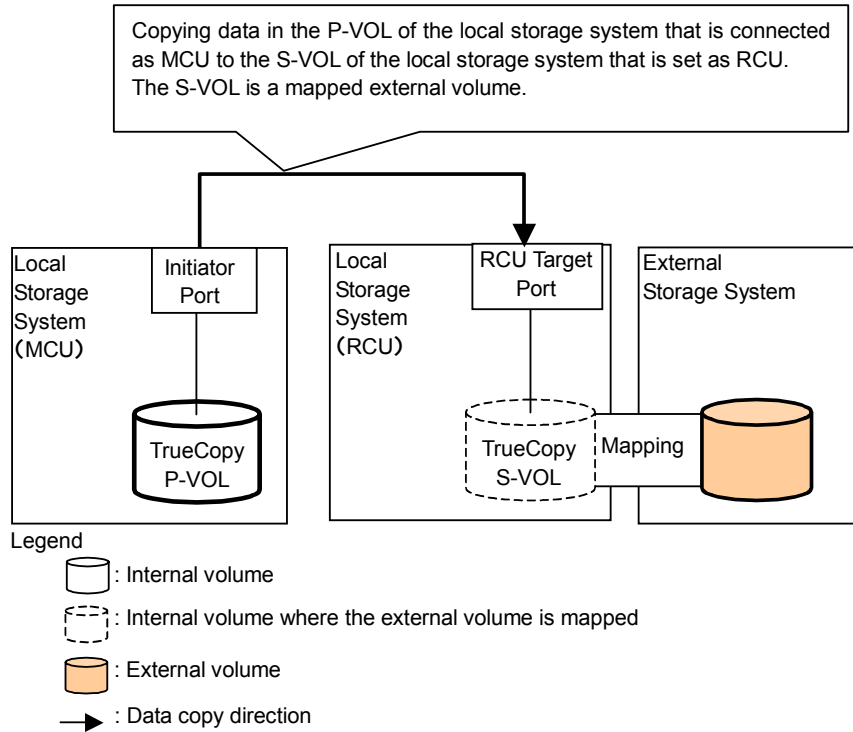 Copying data in the P-VOL of the local storage system that is connected
as MCU to the S-VOL of the local storage system that is set as RCU.
The S-VOL is a mapped external volume.
Local
Storage
System
(MCU)
Initiator
Port
TrueCopy
P-VOL
Local
Storage
System
(RCU)
RCU Target
Port
TrueCopy
S-VOL
Mapping
External
Storage System
Legend
: Internal volume
: Internal volume where the external volume is mapped
: External volume
: Data copy direction